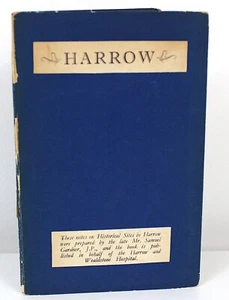 HARROW
These notes on Historical Sites in Harrow
were prepared by the late Mr. Samuel
Gardner, J.P., and the book is pub-
lished in behalf of the Harrow and
Wealdstone Hospital.